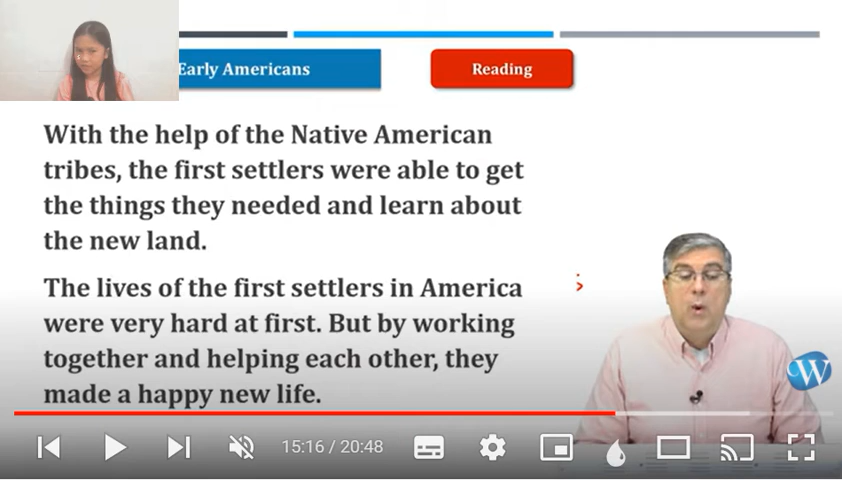 Early Americans
Reading
With the help of the Native American
tribes, the first settlers were able to get
the things they needed and learn about
the new land.
The lives of the first settlers in America
were very hard at first. But by working
together and helping each other, they
made a happy new life.
W
15:16 / 20:48